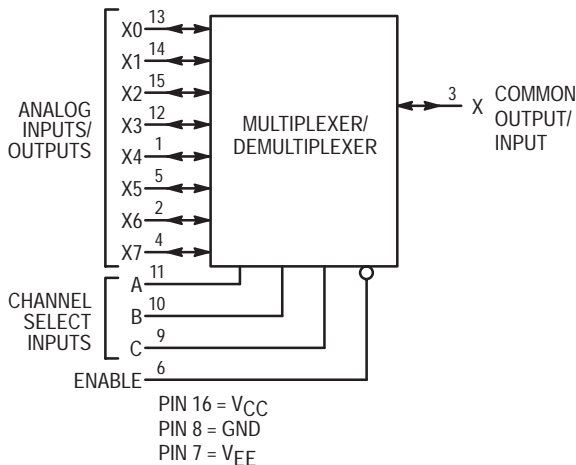 ANALOG
INPUTS/
OUTPUTS
X0 13
X1 14
X2 15
X3 12
X4 1
X5 5
X6 2
X7 4
MULTIPLEXER/
DEMULTIPLEXER
3 X COMMON
OUTPUT/
INPUT
CHANNEL
SELECT
INPUTS
A 11
B 10
C 9
ENABLE 6
PIN 16 = VCC
PIN 8 = GND
PIN 7 = VEE